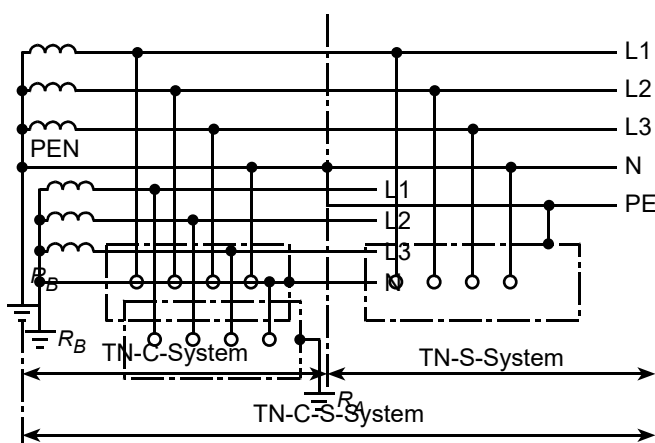 L1
L2
L3
PEN
N
L1
PE
L2
L3
N
R_B
R_B
TN-C-System
TN-S-System
R_A
TN-C-S-System